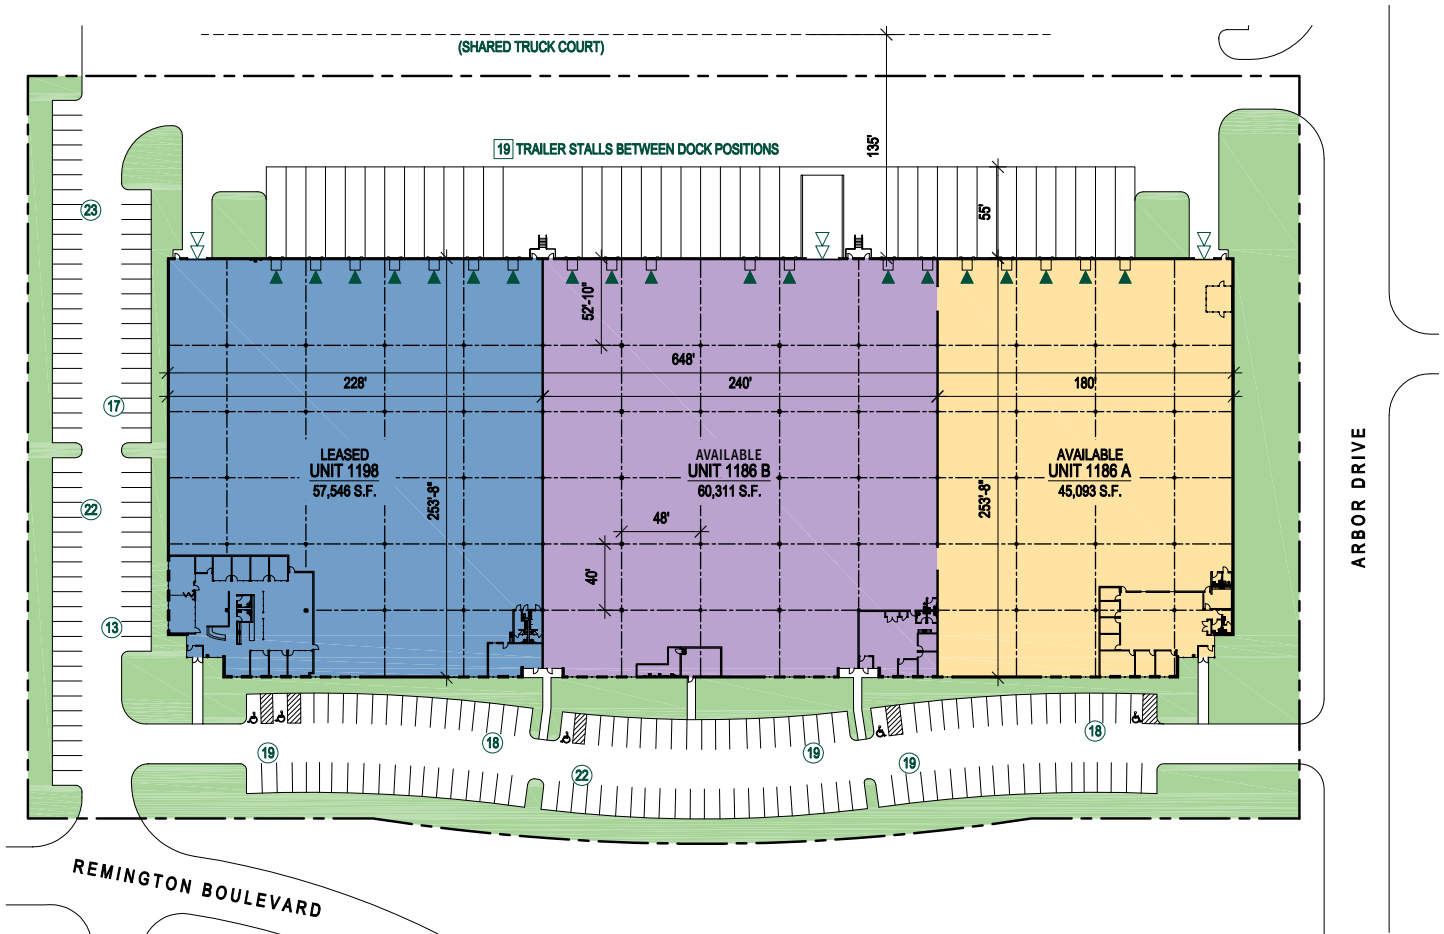 (SHARED TRUCK COURT)
135'
19 TRAILER STALLS BETWEEN DOCK POSITIONS
23
55'
52'-10"
648'
228'
240'
180'
17
LEASED
UNIT 1198
57,546 S.F.
253'-8"
AVAILABLE
UNIT 1186 B
60,311 S.F.
AVAILABLE
UNIT 1186 A
45,093 S.F.
253'-8"
ARBOR DRIVE
22
48'
40'
13
19
18
22
19
19
18
REMINGTON BOULEVARD